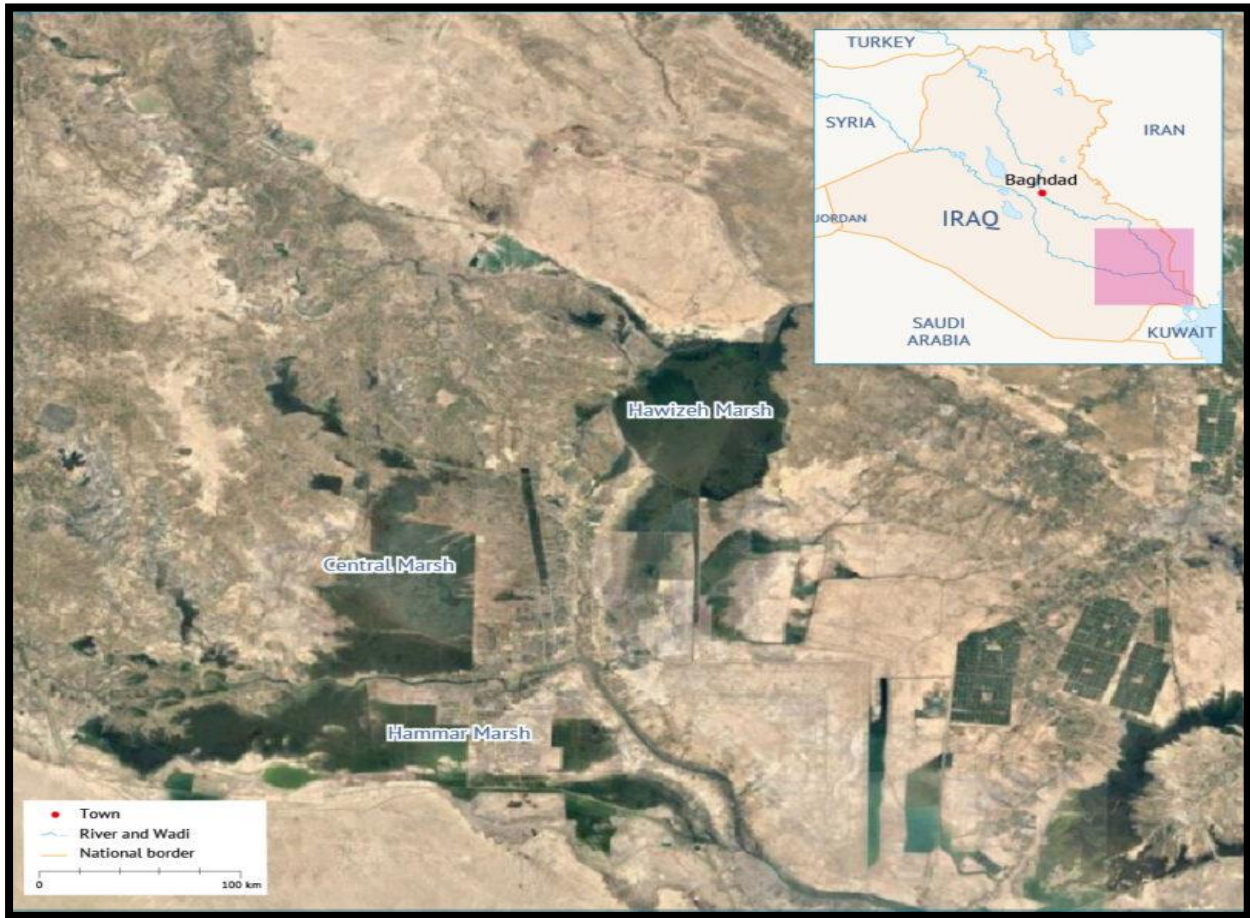 TURKEY
SYRIA
IRAN
Baghdad
JORDAN
IRAQ
SAUDI
ARABIA
KUWAIT
Hawizeh Marsh
Central Marsh
Hammar Marsh
Town
River and Wadi
National border
0 100 km